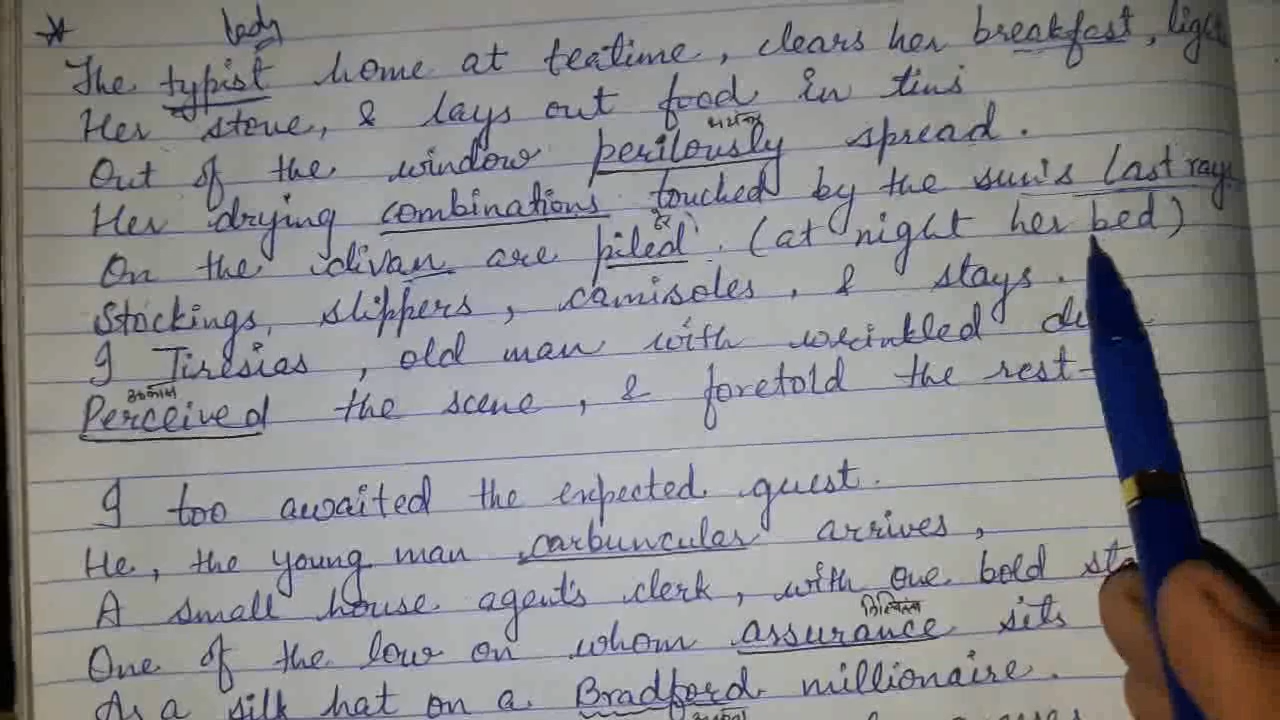 lady
The typist home at teatime, clears her breakfast, light
Her stove, & lays out food in tins
Out of the window perilously spread.
Her drying combinations touched by the sun's last rays
On the divan are piled. (at night her bed)
Stockings, slippers, camisoles, & stays.
I Tiresias, old man with wrinkled
Perceived the scene, & foretold the rest-
I too awaited the expected guest.
He, the young man carbuncular arrives,
A small house agent's clerk, with one bold
One of the low on whom assurance sits
As a silk hat on a Bradford millionaire.